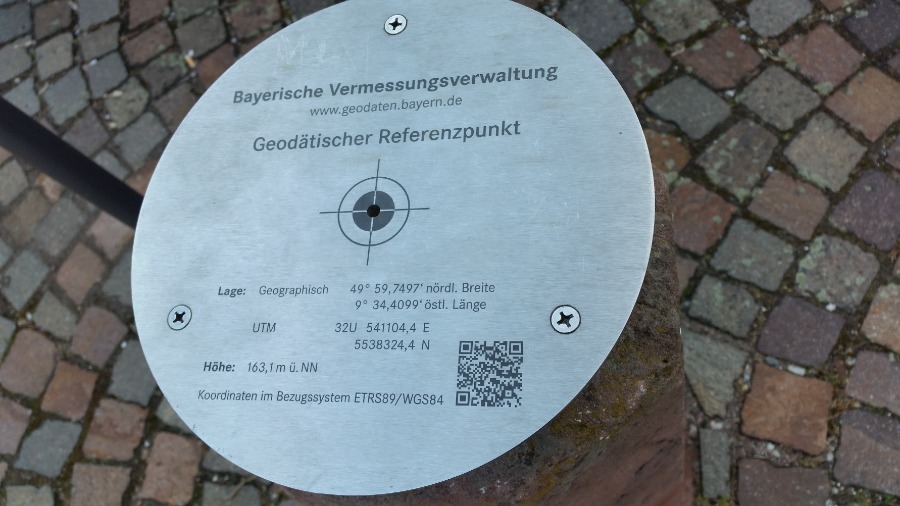 Bayerische Vermessungsverwaltung
www.geodaten.bayern.de
Geodätischer Referenzpunkt
Lage: Geographisch 49° 59,7497' nördl. Breite
9° 34,4099' östl. Länge
UTM 32U 541104,4 E
5538324,4 N
Höhe: 163,1 m ü. NN
Koordinaten im Bezugssystem ETRS89/WGS84